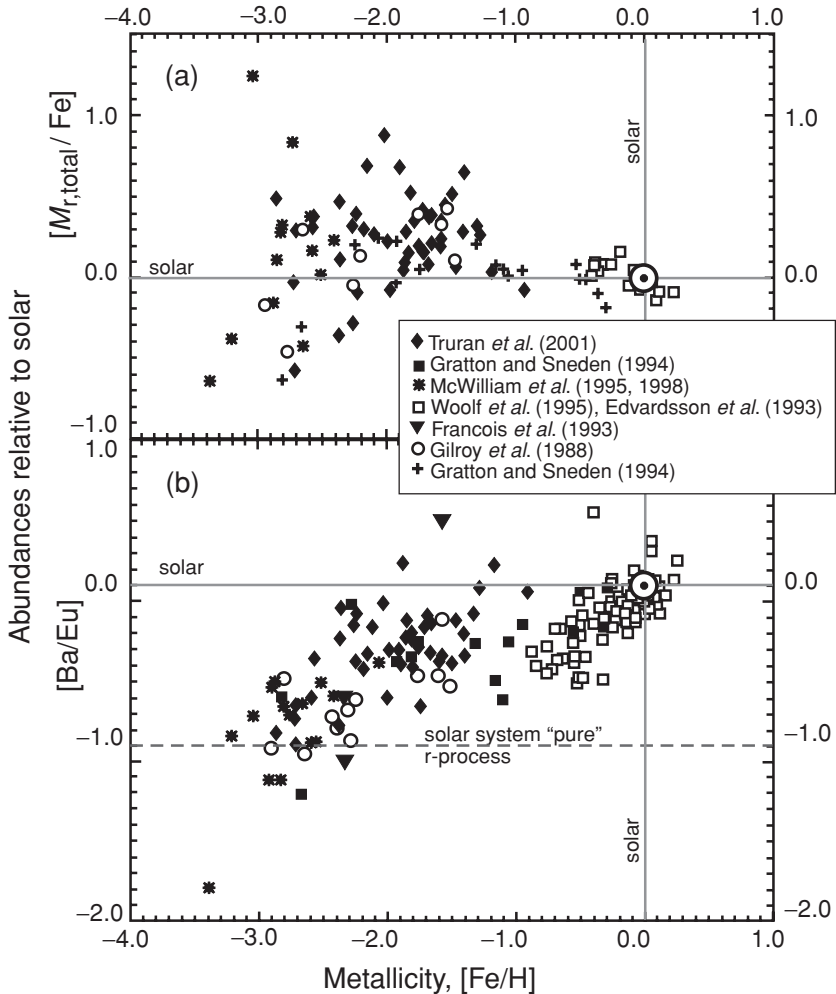 −4.0 −3.0 −2.0 −1.0 0.0 1.0
(a)
[Mr,total/ Fe]
1.0
0.0
−1.0
1.0
0.0
solar
solar
Abundances relative to solar
Truran et al. (2001)
Gratton and Sneden (1994)
McWilliam et al. (1995, 1998)
Woolf et al. (1995), Edvardsson et al. (1993)
Francois et al. (1993)
Gilroy et al. (1988)
Gratton and Sneden (1994)
(b)
[Ba/Eu]
1.0
0.0
−1.0
−2.0
0.0
−1.0
−2.0
solar
solar system “pure”
r-process
solar
−4.0 −3.0 −2.0 −1.0 0.0 1.0
Metallicity, [Fe/H]